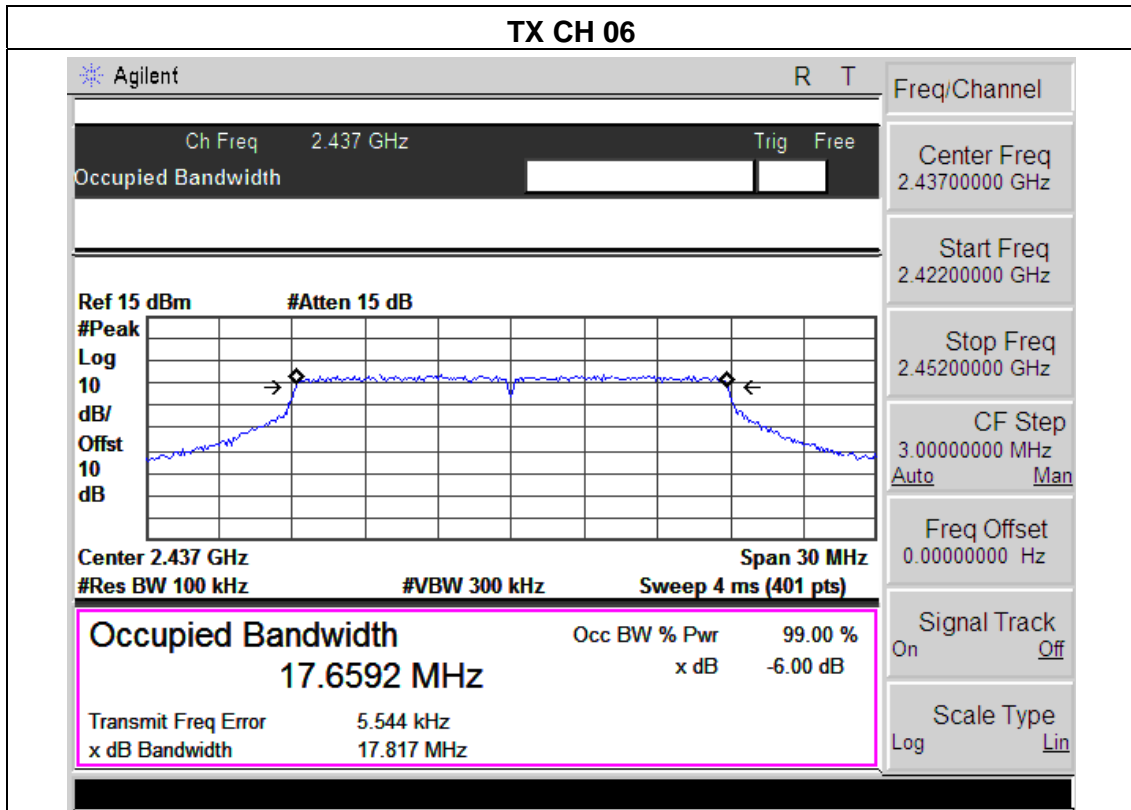 TX CH 06
Agilent R T
Freq/Channel
Ch Freq 2.437 GHz Trig Free
Occupied Bandwidth
Center Freq
2.43700000 GHz
Start Freq
2.42200000 GHz
Stop Freq
2.45200000 GHz
CF Step
3.00000000 MHz
Auto Man
Freq Offset
0.00000000 Hz
Signal Track
On Off
Scale Type
Log Lin
Ref 15 dBm #Atten 15 dB
#Peak
Log
10
dB/
Offst
10
dB
Center 2.437 GHz Span 30 MHz
#Res BW 100 kHz #VBW 300 kHz Sweep 4 ms (401 pts)
Occupied Bandwidth Occ BW % Pwr 99.00 %
17.6592 MHz x dB -6.00 dB
Transmit Freq Error 5.544 kHz
x dB Bandwidth 17.817 MHz